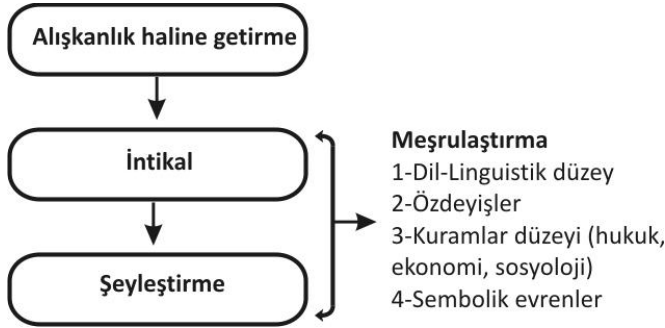 Alışkanlık haline getirme
İntikal
Şeyleştirme
Meşrulaştırma
1-Dil-Linguistik düzey
2-Özdeyişler
3-Kuramlar düzeyi (hukuk,
ekonomi, sosyoloji)
4-Sembolik evrenler